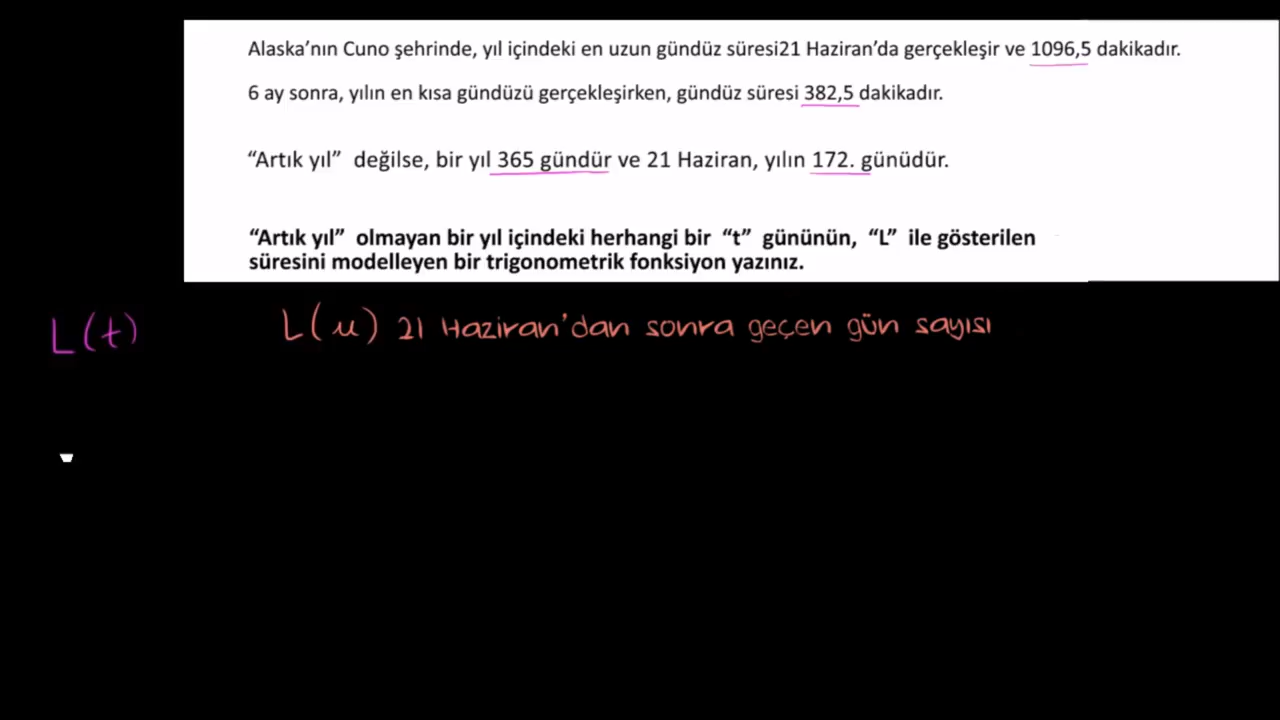 Alaska’nın Cuno şehrinde, yıl içindeki en uzun gündüz süresi21 Haziran’da gerçekleşir ve 1096,5 dakikadır.
6 ay sonra, yılın en kısa gündüzü gerçekleşirken, gündüz süresi 382,5 dakikadır.
“Artık yıl” değilse, bir yıl 365 gündür ve 21 Haziran, yılın 172. günüdür.
“Artık yıl” olmayan bir yıl içindeki herhangi bir “t” gününün, “L” ile gösterilen
süresini modelleyen bir trigonometrik fonksiyon yazınız.
L(t) L(u) 21 Haziran’dan sonra geçen gün sayısı